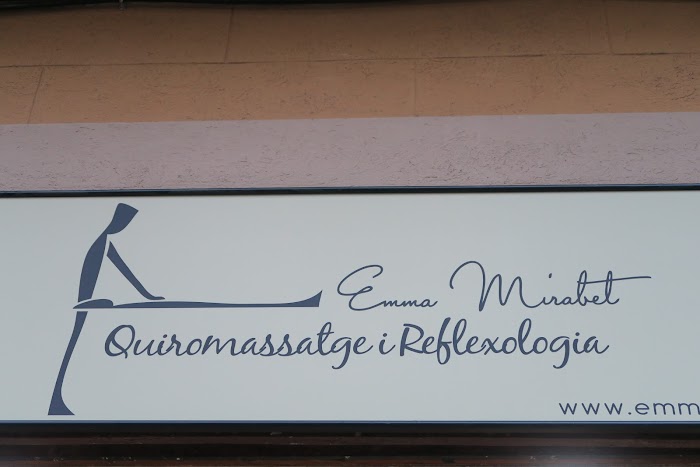 Emma Mirabet
Quiromassatge i Reflexologia
www.emm